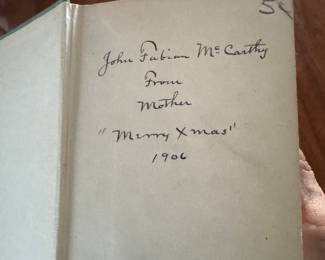 John Fabian McCarthy
From
Mother
"Merry Xmas"
1906